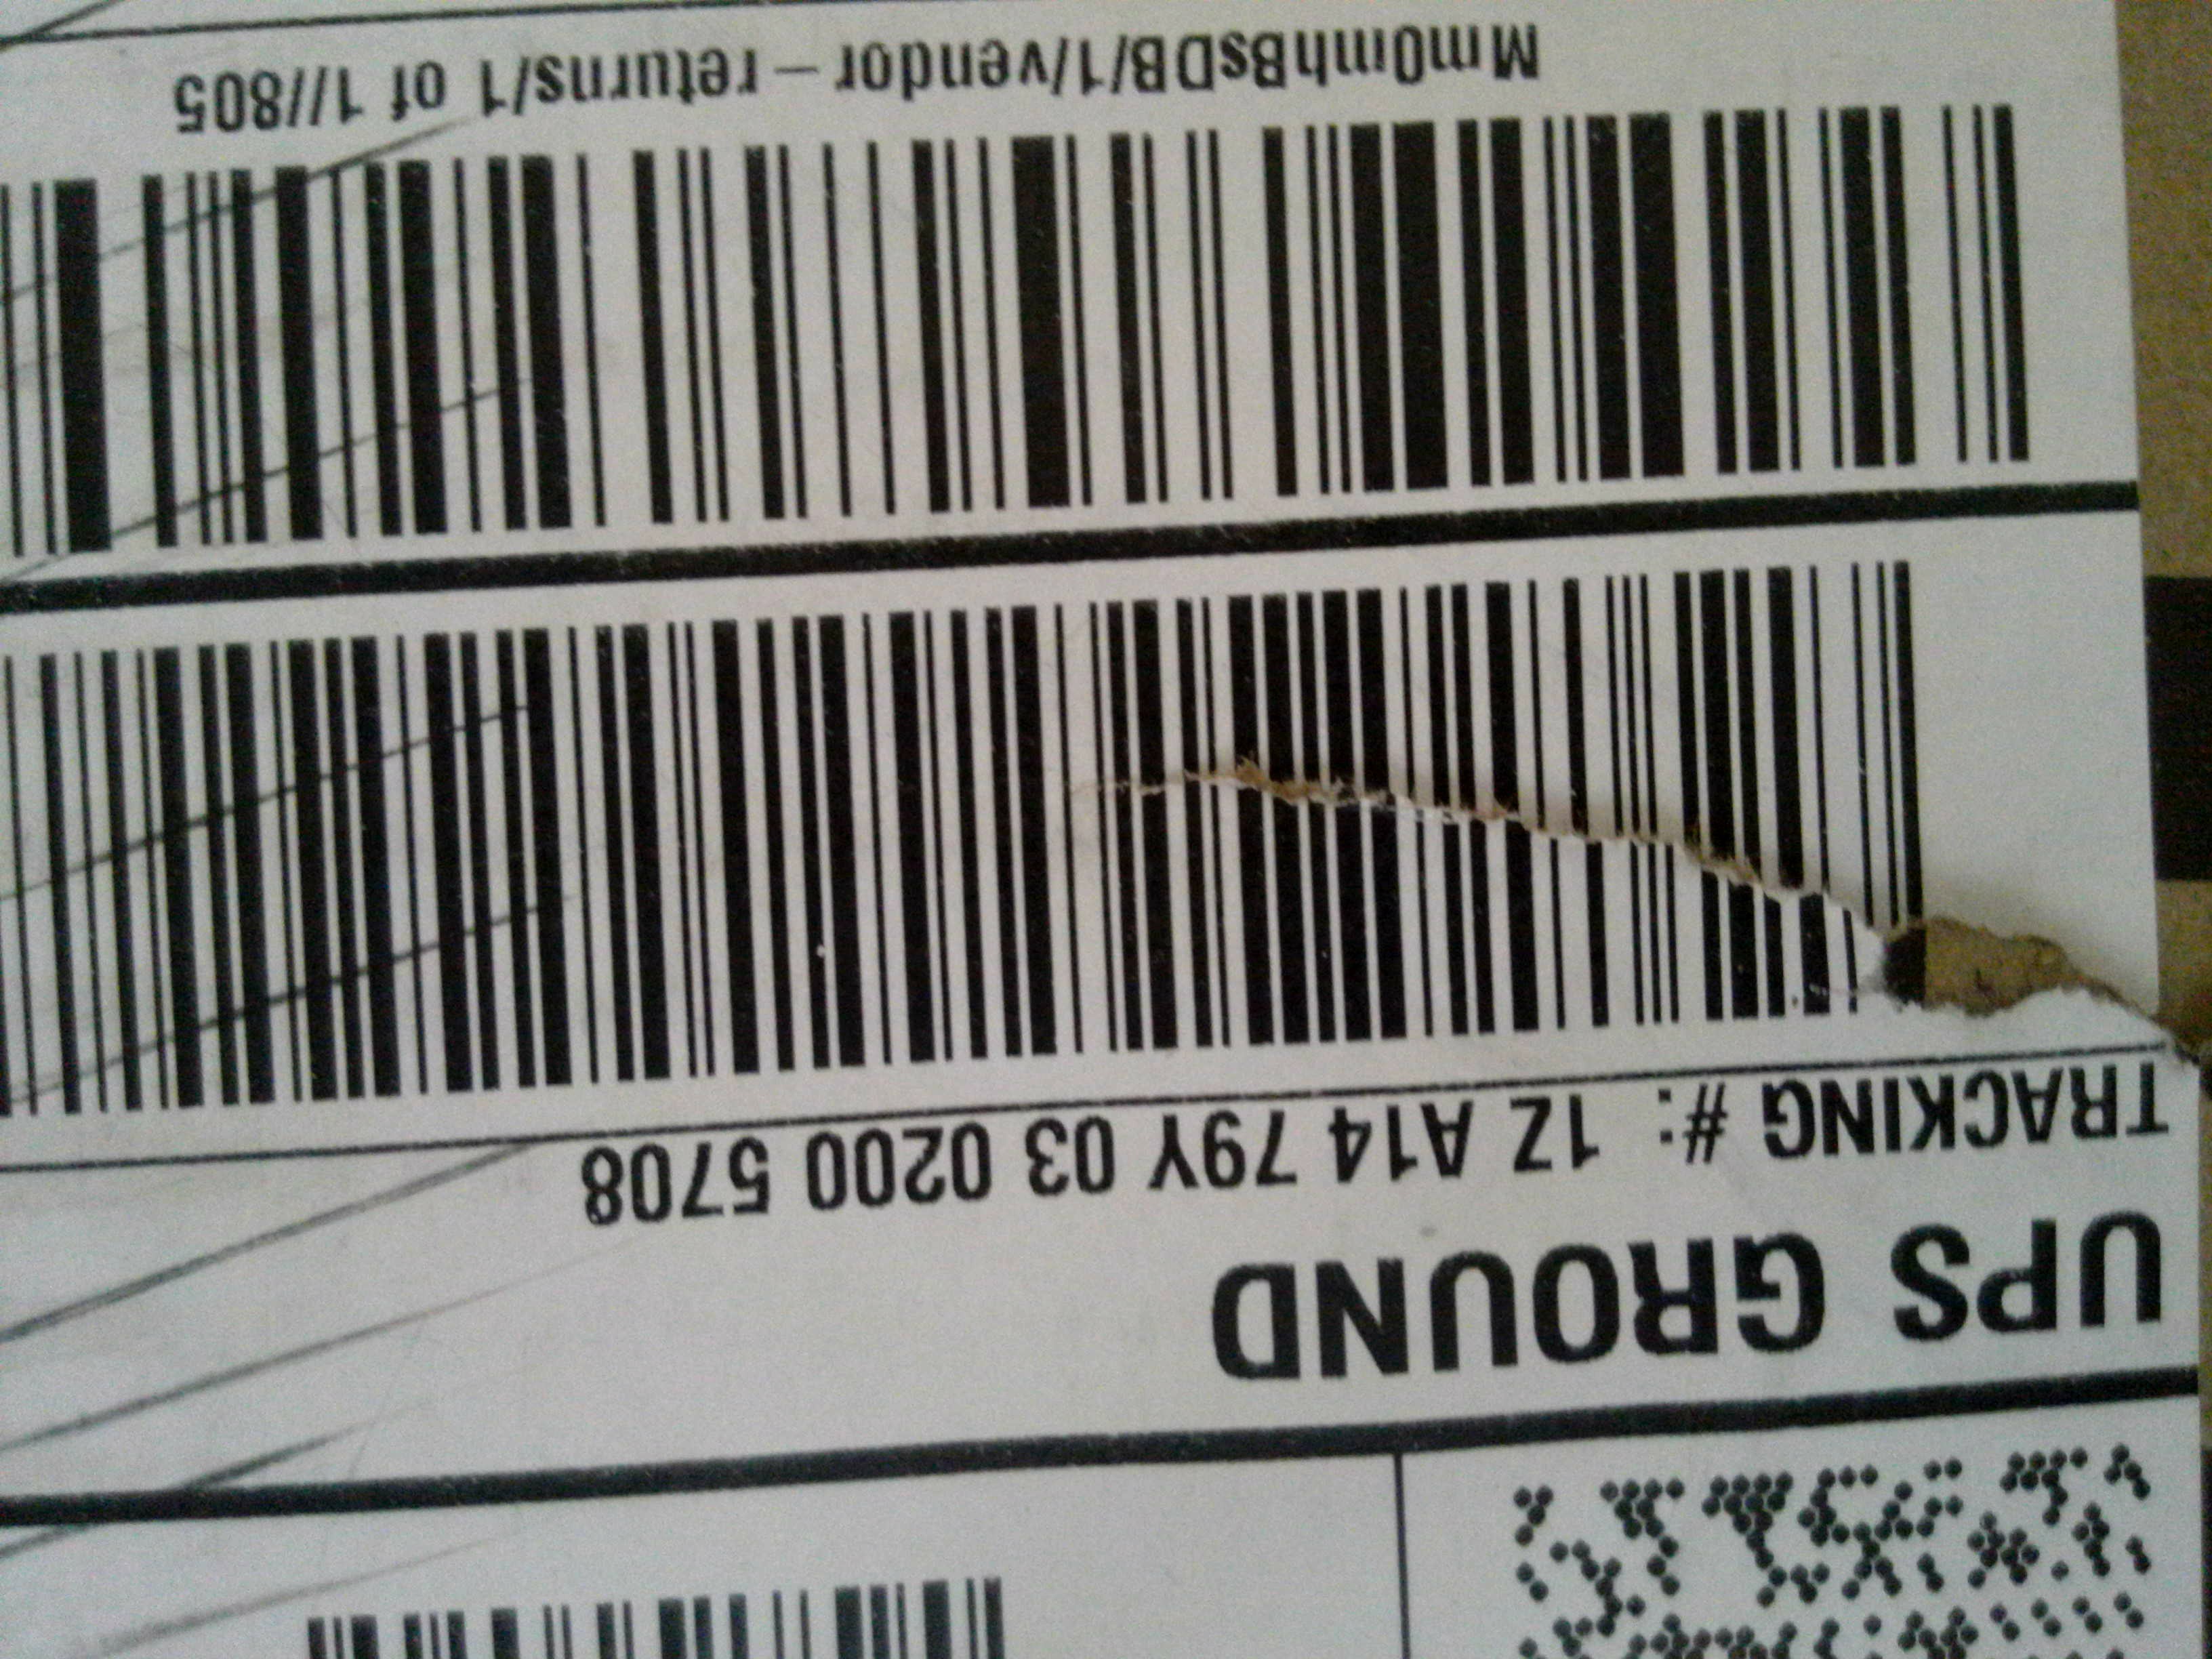 UPS GROUND
TRACKING #: 1Z A14 79Y 03 0200 5708
Mm0mhBsDB/1/vendor – returns/1 of 1//805